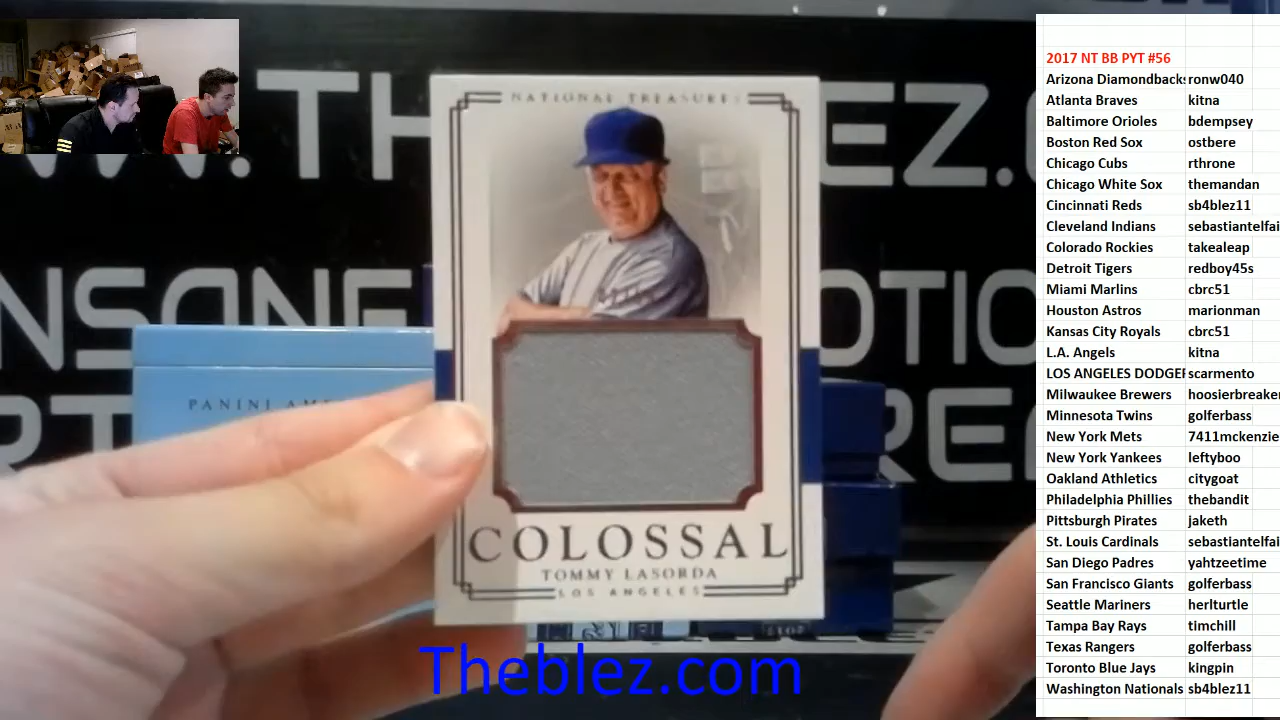 NATIONAL TREASURES
COLOSSAL
TOMMY LASORDA
LOS ANGELES
PANINI
Theblez.com
2017 NT BB PYT #56
Arizona Diamondbacks ronw040
Atlanta Braves kitna
Baltimore Orioles bdempsey
Boston Red Sox ostbere
Chicago Cubs rthrone
Chicago White Sox themandan
Cincinnati Reds sb4blez11
Cleveland Indians sebastiantelfai
Colorado Rockies takealeap
Detroit Tigers redboy45s
Miami Marlins cbrc51
Houston Astros marionman
Kansas City Royals cbrc51
L.A. Angels kitna
LOS ANGELES DODGER scarmento
Milwaukee Brewers hoosierbreaker
Minnesota Twins golferbass
New York Mets 7411mckenzie
New York Yankees leftyboo
Oakland Athletics citygoat
Philadelphia Phillies thebandit
Pittsburgh Pirates jaketh
St. Louis Cardinals sebastiantelfai
San Diego Padres yahtzeetime
San Francisco Giants golferbass
Seattle Mariners herlturtle
Tampa Bay Rays timchill
Texas Rangers golferbass
Toronto Blue Jays kingpin
Washington Nationals sb4blez11